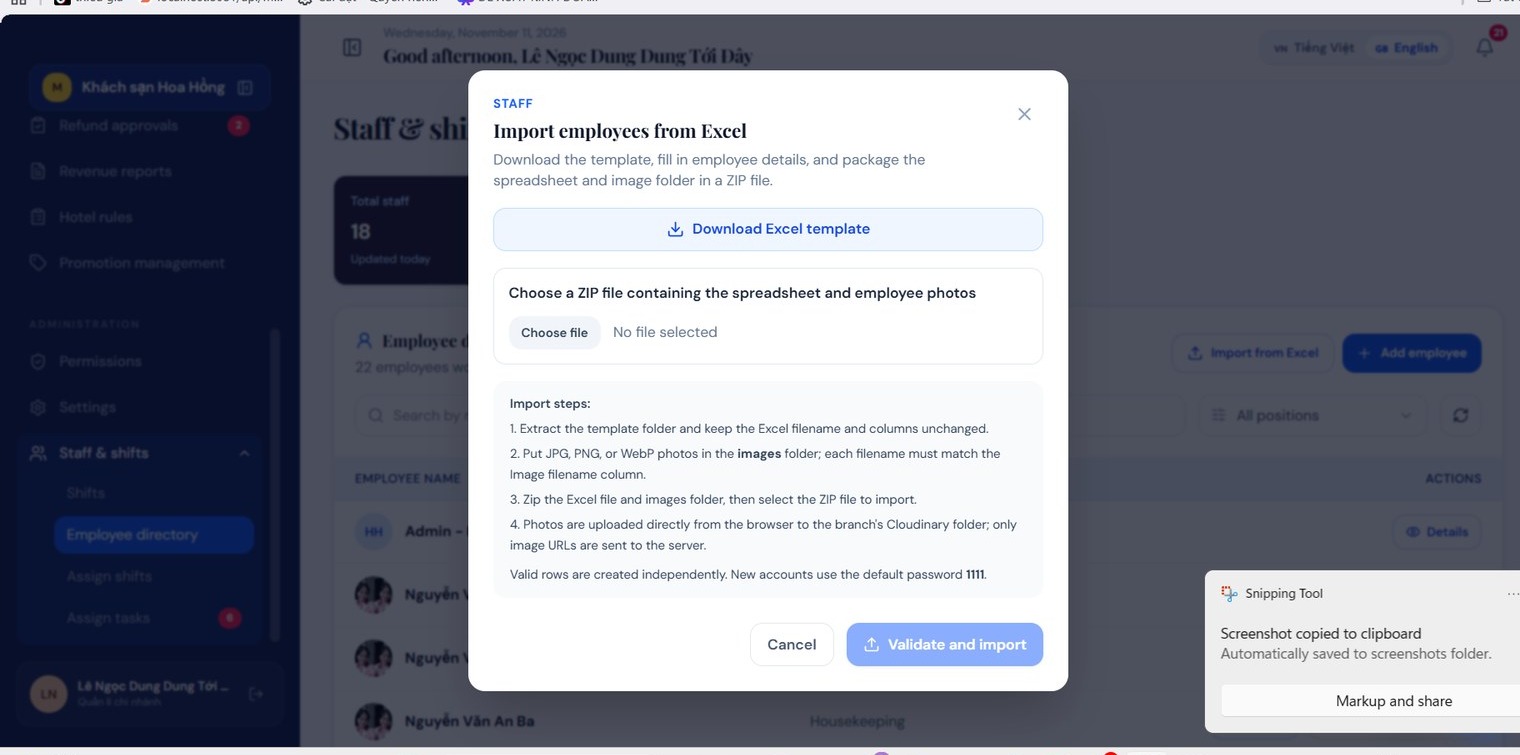 Wednesday, November 11, 2026
Good afternoon, Lê Ngọc Dung Dung Tới Đây
VN Tiếng Việt
GB English
21
M
Khách sạn Hoa Hồng
Refund approvals
2
Revenue reports
Hotel rules
Promotion management
ADMINISTRATION
Permissions
Settings
Staff & shifts
Shifts
Employee directory
Assign shifts
Assign tasks
6
LN
Lê Ngọc Dung Dung Tới ...
Quản lí chi nhánh
Staff & shi
Total staff
18
Updated today
Employee d
22 employees wo
Import from Excel
Add employee
Search by
All positions
EMPLOYEE NAME
ACTIONS
HH
Admin -
Details
Nguyễn V
Nguyễn V
Nguyễn Văn An Ba
Housekeeping
STAFF
Import employees from Excel
Download the template, fill in employee details, and package the
spreadsheet and image folder in a ZIP file.
Download Excel template
Choose a ZIP file containing the spreadsheet and employee photos
Choose file
No file selected
Import steps:
1. Extract the template folder and keep the Excel filename and columns unchanged.
2. Put JPG, PNG, or WebP photos in the images folder; each filename must match the
Image filename column.
3. Zip the Excel file and images folder, then select the ZIP file to import.
4. Photos are uploaded directly from the browser to the branch's Cloudinary folder; only
image URLs are sent to the server.
Valid rows are created independently. New accounts use the default password 1111.
Cancel
Validate and import
Snipping Tool
...
Screenshot copied to clipboard
Automatically saved to screenshots folder.
Markup and share